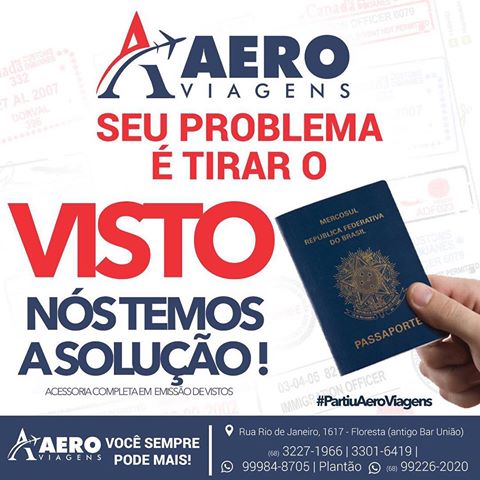 AERO
VIAGENS
SEU PROBLEMA
É TIRAR O
VISTO
NÓS TEMOS
A SOLUÇÃO !
ACESSORIA COMPLETA EM EMISSÃO DE VISTOS
MERCOSUL
REPÚBLICA FEDERATIVA
DO BRASIL
PASSAPORTE
#PartiuAeroViagens
AERO
VIAGENS
VOCÊ SEMPRE
PODE MAIS!
Rua Rio de Janeiro, 1617 - Floresta (antigo Bar União)
(68) 3227-1966 | 3301-6419 |
99984-8705 | Plantão (68) 99226-2020